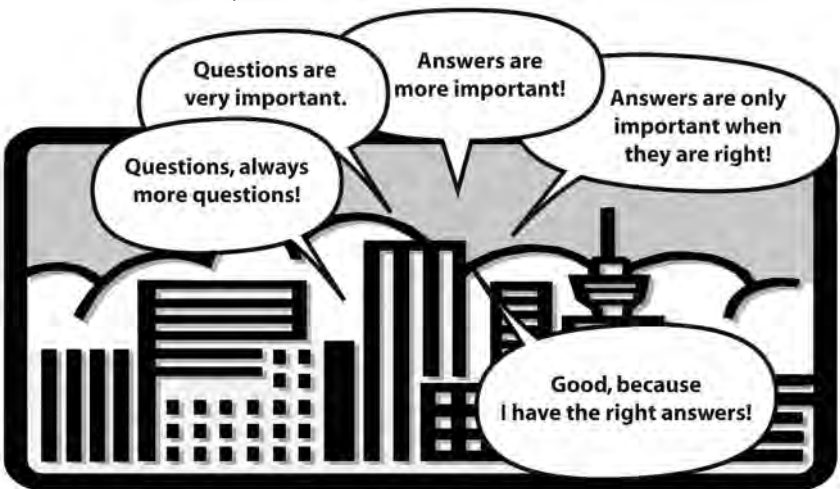 Questions are
very important.
Answers are
more important!
Answers are only
important when
they are right!
Questions, always
more questions!
Good, because
I have the right answers!